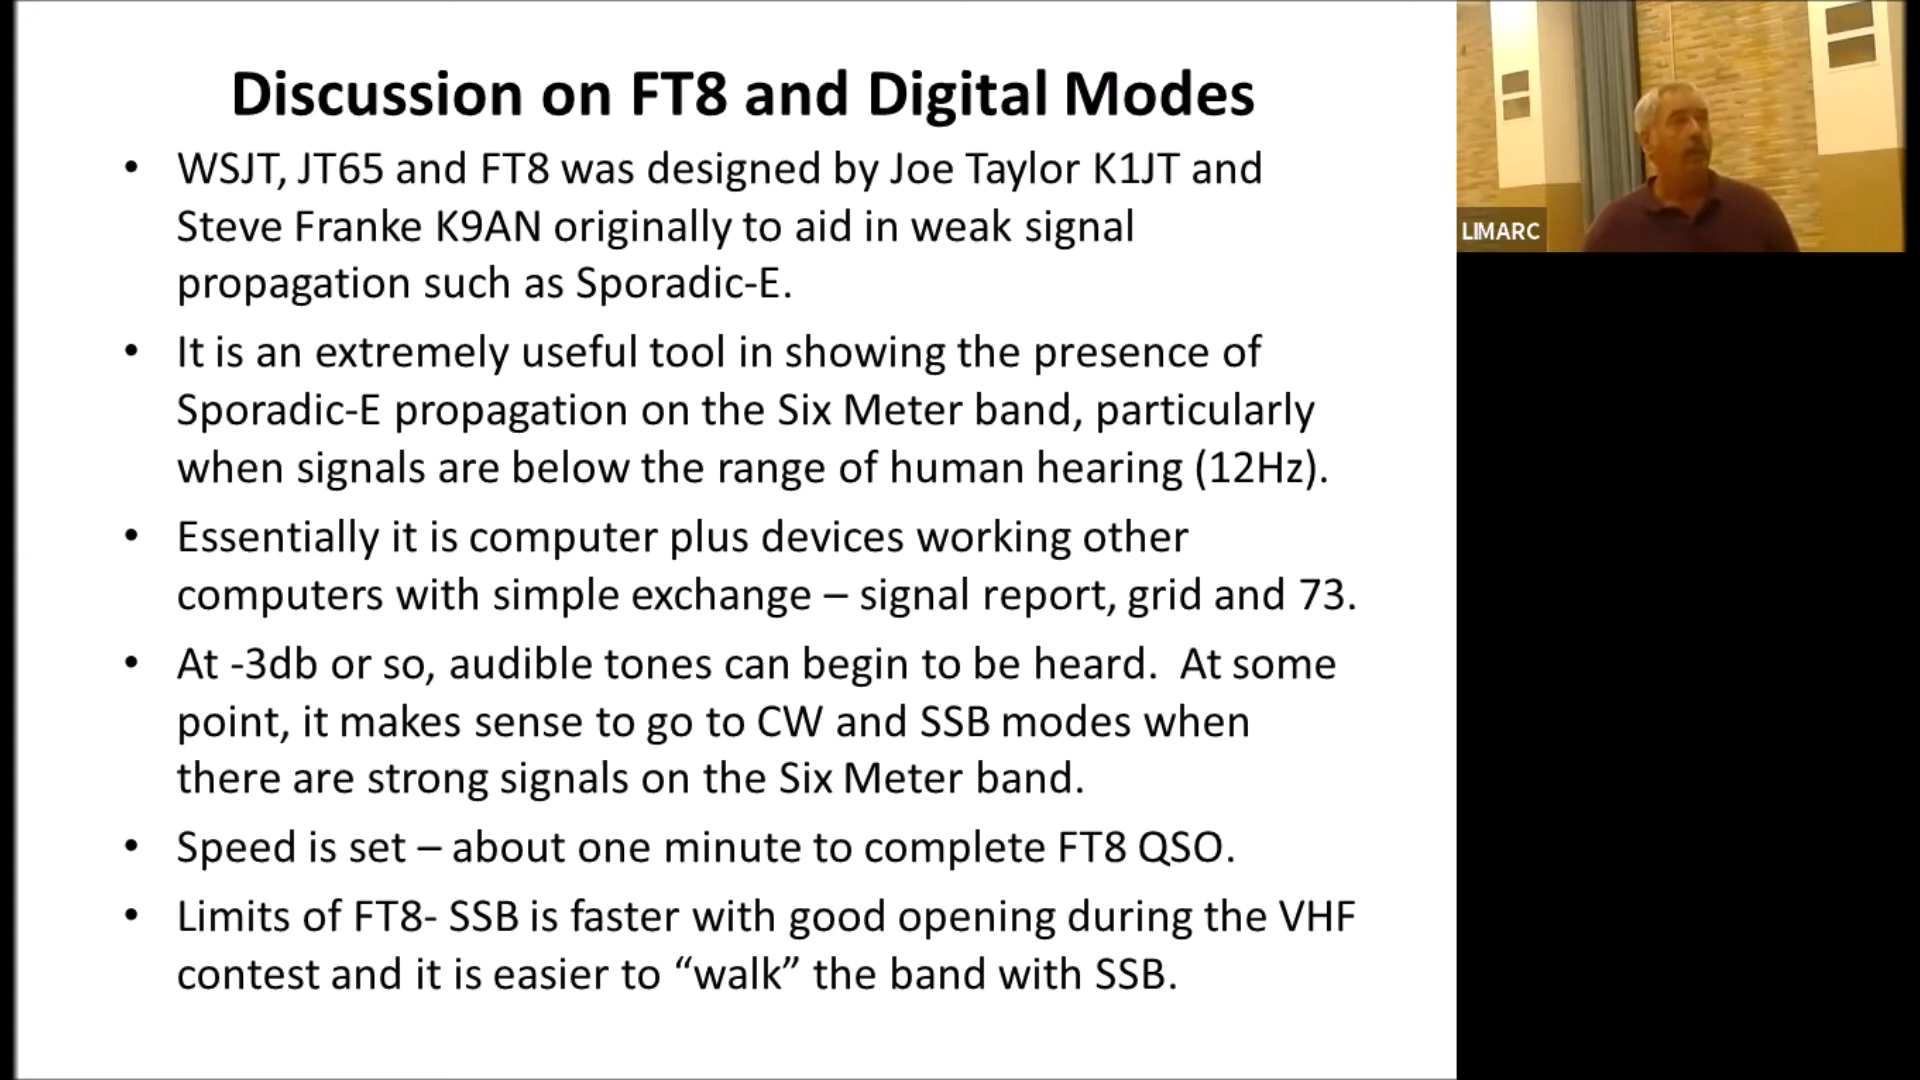 Discussion on FT8 and Digital Modes
• WSJT, JT65 and FT8 was designed by Joe Taylor K1JT and
Steve Franke K9AN originally to aid in weak signal
propagation such as Sporadic-E.
• It is an extremely useful tool in showing the presence of
Sporadic-E propagation on the Six Meter band, particularly
when signals are below the range of human hearing (12Hz).
• Essentially it is computer plus devices working other
computers with simple exchange – signal report, grid and 73.
• At -3db or so, audible tones can begin to be heard.  At some
point, it makes sense to go to CW and SSB modes when
there are strong signals on the Six Meter band.
• Speed is set – about one minute to complete FT8 QSO.
• Limits of FT8- SSB is faster with good opening during the VHF
contest and it is easier to “walk” the band with SSB.
LIMARC